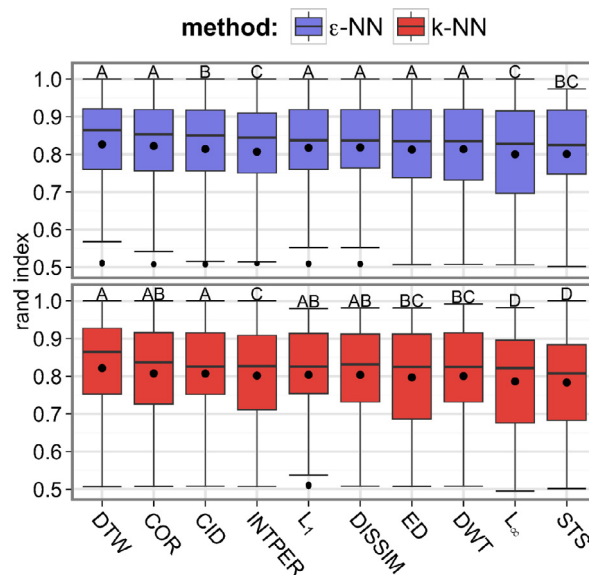 method: ε-NN k-NN
A A B C A A A A C BC
1.0
0.9
0.8
0.7
0.6
0.5
rand index
A AB A C AB AB BC BC D D
1.0
0.9
0.8
0.7
0.6
0.5
DTW COR CID INTPER L1 DISSIM ED DWT L∞ STS